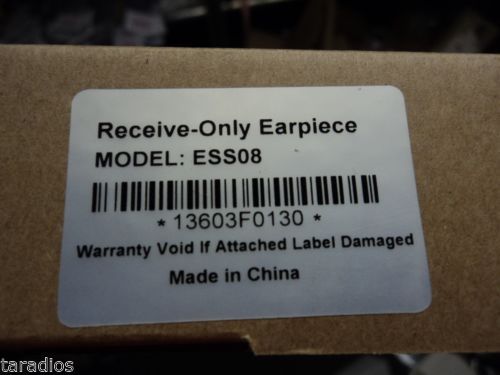 Receive-Only Earpiece
MODEL: ESS08
* 13603F0130 *
Warranty Void If Attached Label Damaged
Made in China
taradios